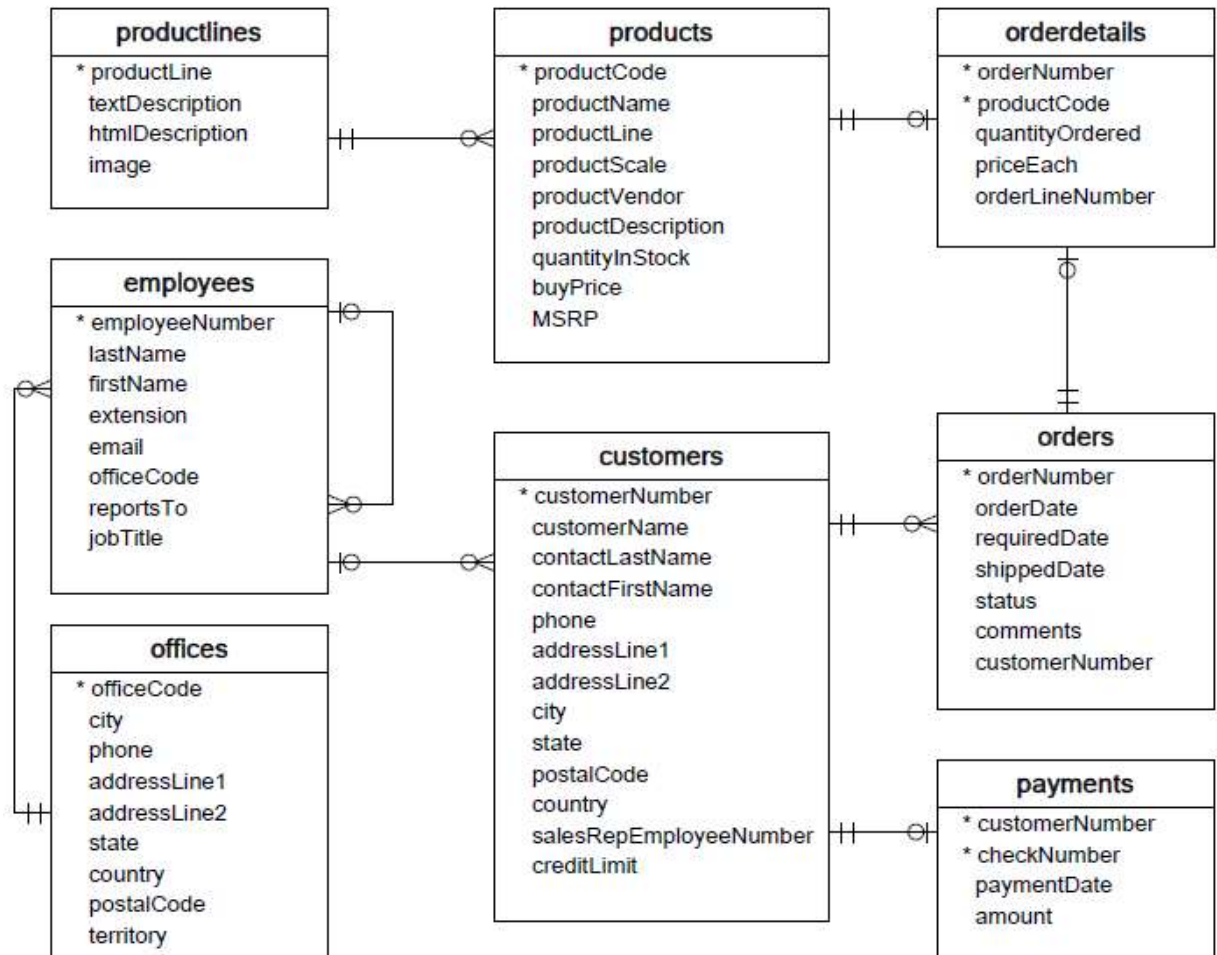 productlines
* productLine
textDescription
htmlDescription
image
products
* productCode
productName
productLine
productScale
productVendor
productDescription
quantityInStock
buyPrice
MSRP
orderdetails
* orderNumber
* productCode
quantityOrdered
priceEach
orderLineNumber
employees
* employeeNumber
lastName
firstName
extension
email
officeCode
reportsTo
jobTitle
customers
* customerNumber
customerName
contactLastName
contactFirstName
phone
addressLine1
addressLine2
city
state
postalCode
country
salesRepEmployeeNumber
creditLimit
orders
* orderNumber
orderDate
requiredDate
shippedDate
status
comments
customerNumber
offices
* officeCode
city
phone
addressLine1
addressLine2
state
country
postalCode
territory
payments
* customerNumber
* checkNumber
paymentDate
amount